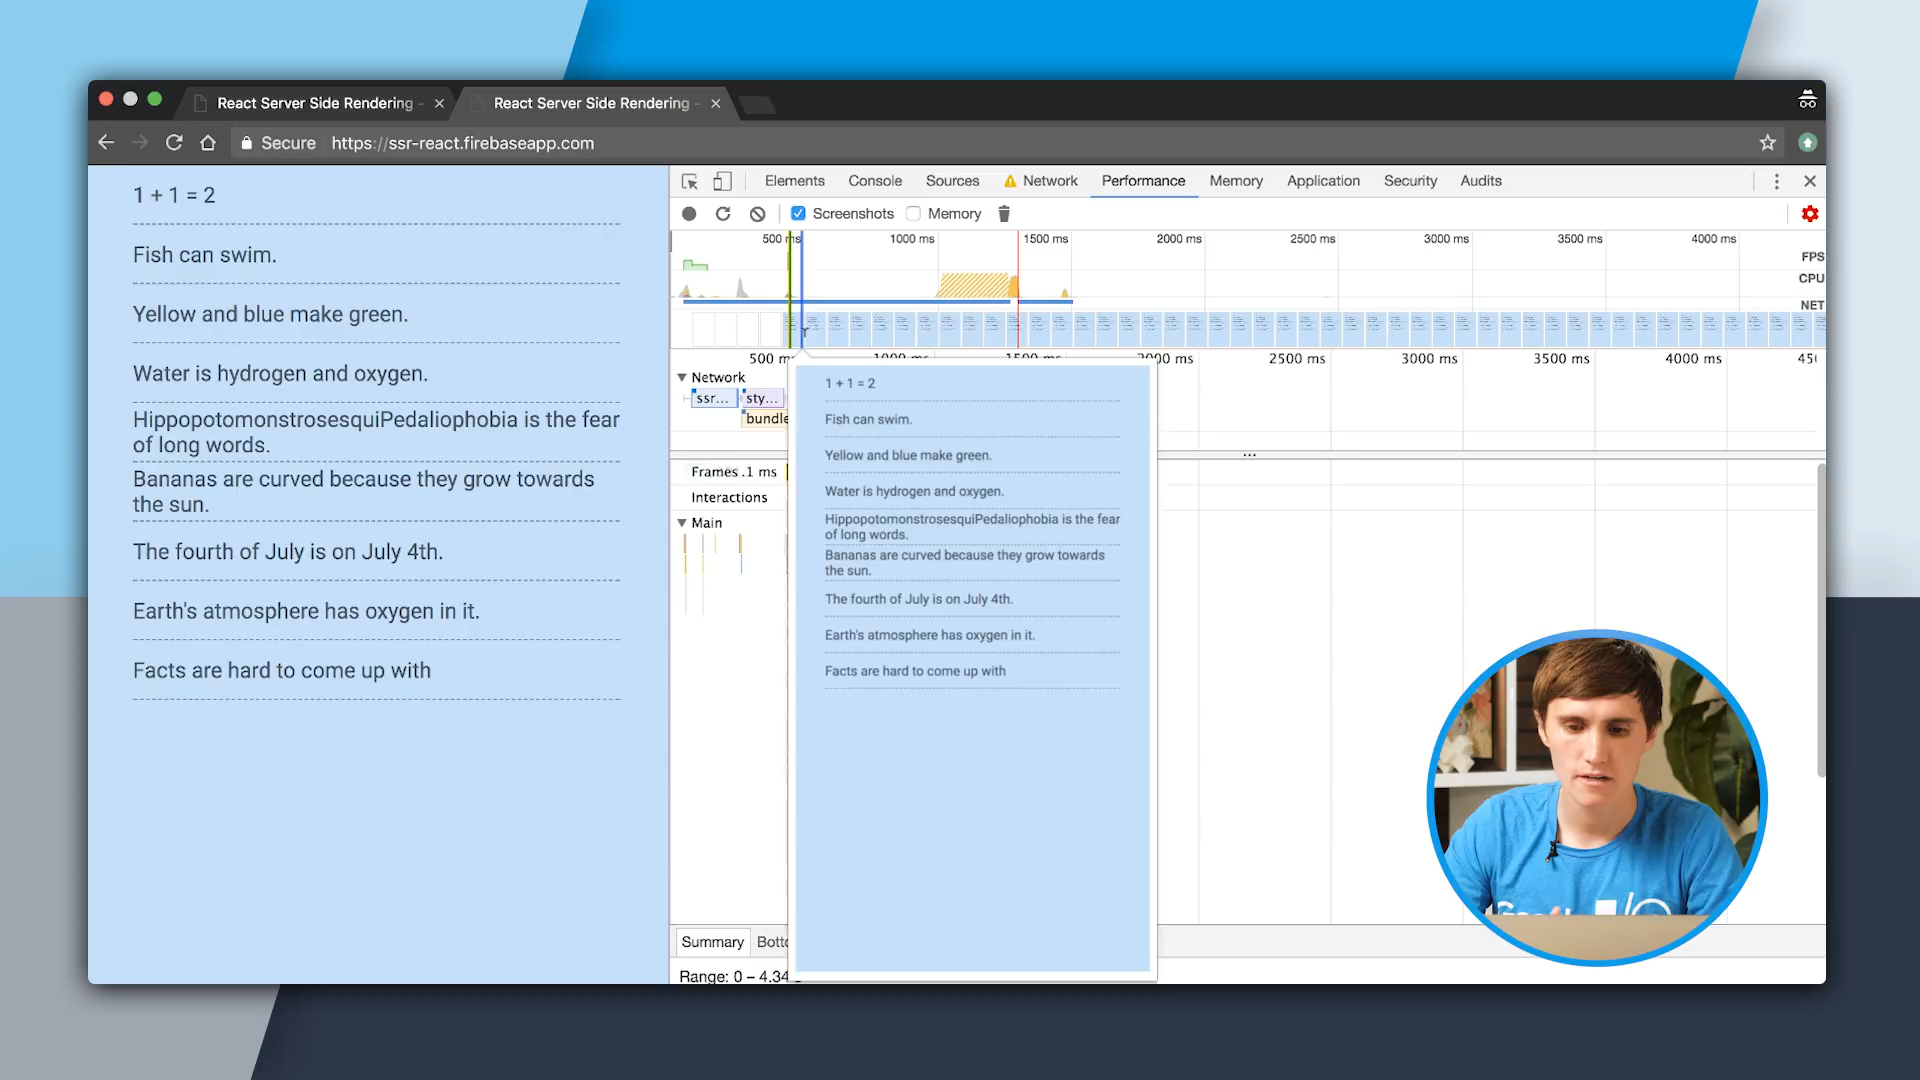 React Server Side Rendering -
React Server Side Rendering -
Secure
https://ssr-react.firebaseapp.com
1 + 1 = 2
Fish can swim.
Yellow and blue make green.
Water is hydrogen and oxygen.
HippopotomonstrosesquiPedaliophobia is the fear
of long words.
Bananas are curved because they grow towards
the sun.
The fourth of July is on July 4th.
Earth's atmosphere has oxygen in it.
Facts are hard to come up with
Elements Console Sources Network Performance Memory Application Security Audits
Screenshots Memory
500 ms 1000 ms 1500 ms 2000 ms 2500 ms 3000 ms 3500 ms 4000 ms
FPS
CPU
NET
500 m 1000 ms 1500 ms 2000 ms 2500 ms 3000 ms 3500 ms 4000 ms 450
Network
ssr... sty...
bundle
Frames .1 ms
Interactions
Main
1 + 1 = 2
Fish can swim.
Yellow and blue make green.
Water is hydrogen and oxygen.
HippopotomonstrosesquiPedaliophobia is the fear
of long words.
Bananas are curved because they grow towards
the sun.
The fourth of July is on July 4th.
Earth's atmosphere has oxygen in it.
Facts are hard to come up with
Summary Botto
Range: 0 – 4.34